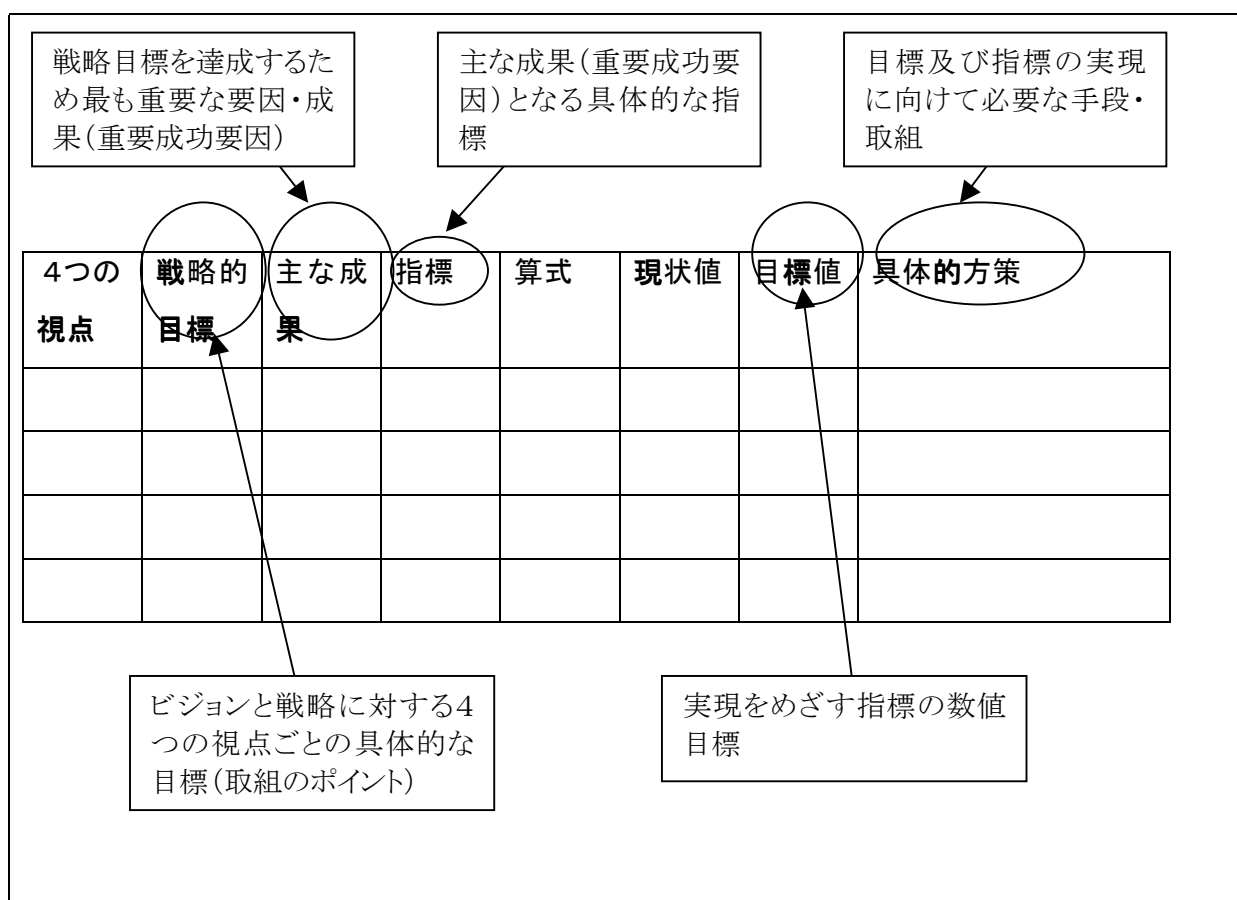 戦略目標を達成するた
め最も重要な要因・成
果(重要成功要因)
主な成果(重要成功要
因)となる具体的な指
標
目標及び指標の実現
に向けて必要な手段・
取組
4つの
視点
戦略的
目標
主な成
果
指標
算式
現状値
目標値
具体的方策
ビジョンと戦略に対する4
つの視点ごとの具体的な
目標(取組のポイント)
実現をめざす指標の数値
目標